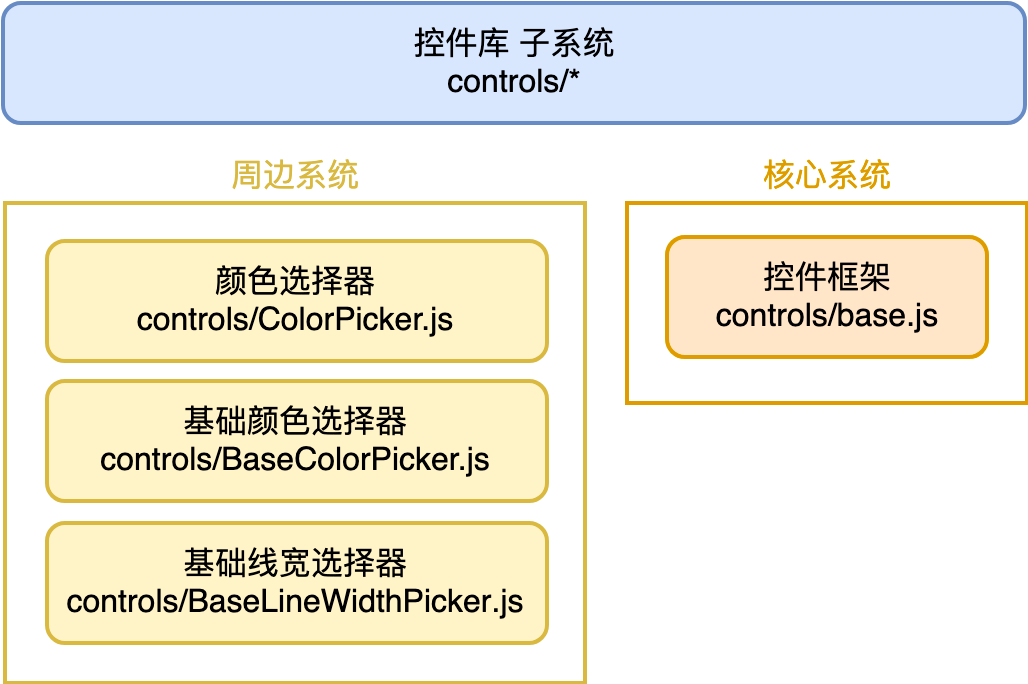 控件库 子系统
controls/*
周边系统
核心系统
颜色选择器
controls/ColorPicker.js
基础颜色选择器
controls/BaseColorPicker.js
基础线宽选择器
controls/BaseLineWidthPicker.js
控件框架
controls/base.js